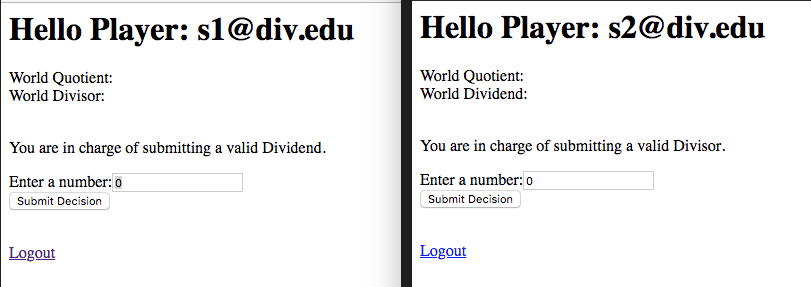 Hello Player: s1@div.edu
World Quotient:
World Divisor:
You are in charge of submitting a valid Dividend.
Enter a number: 0
Submit Decision
Logout
Hello Player: s2@div.edu
World Quotient:
World Dividend:
You are in charge of submitting a valid Divisor.
Enter a number: 0
Submit Decision
Logout